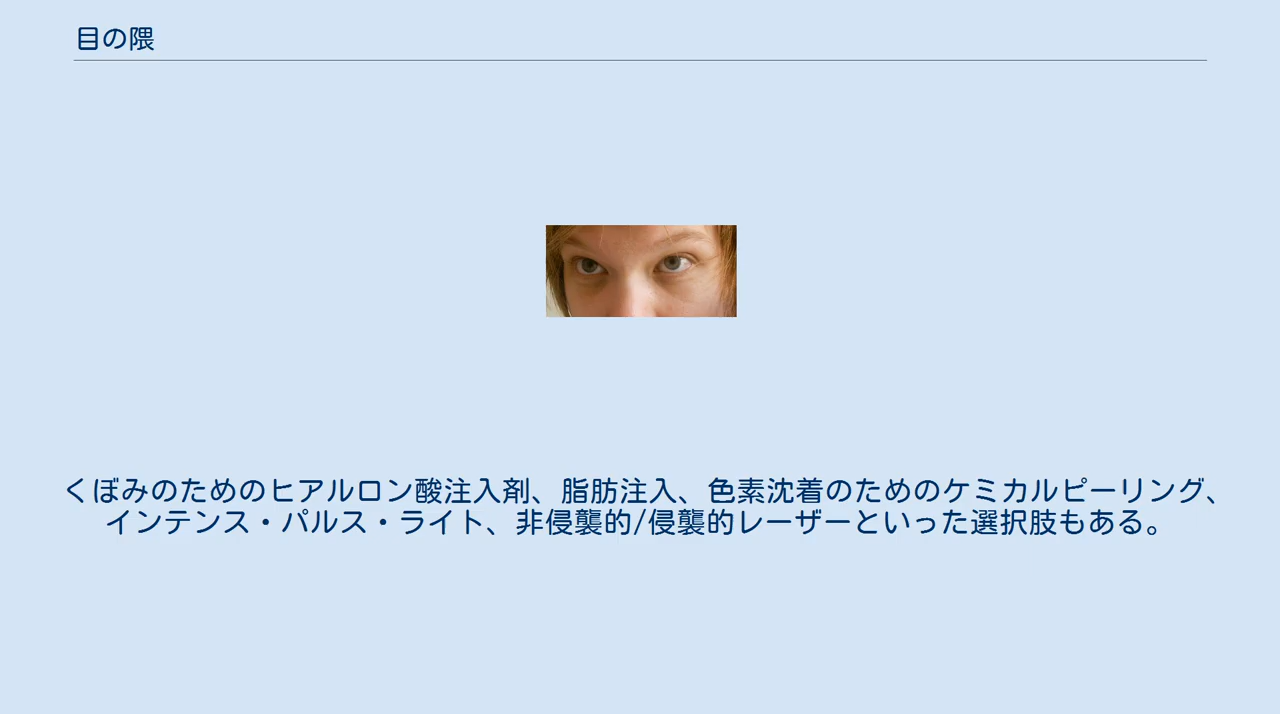 目の隈
くぼみのためのヒアルロン酸注入剤、脂肪注入、色素沈着のためのケミカルピーリング、
インテンス・パルス・ライト、非侵襲的/侵襲的レーザーといった選択肢もある。